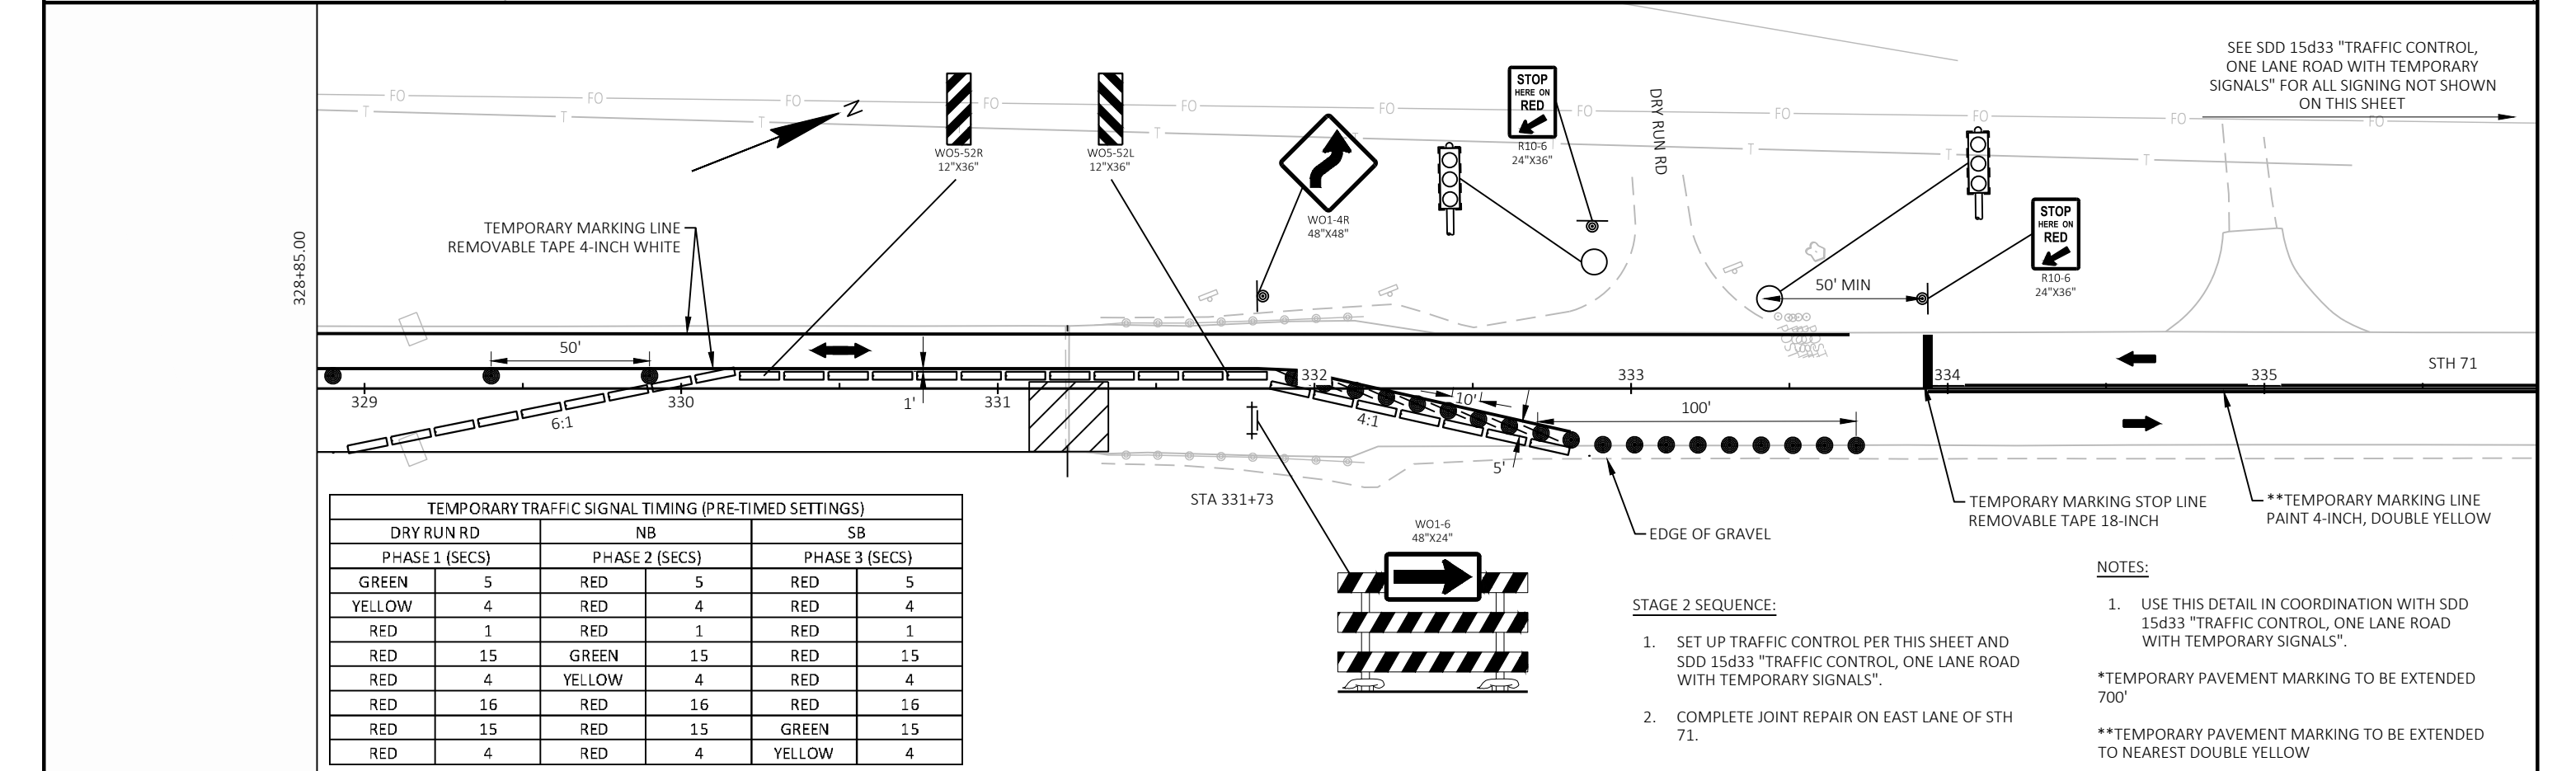 SEE SDD 15d33 "TRAFFIC CONTROL,
ONE LANE ROAD WITH TEMPORARY
SIGNALS" FOR ALL SIGNING NOT SHOWN
ON THIS SHEET
FO FO FO FO FO FO FO FO FO FO FO
T T T T T T T T T T
N
WO5-52R
12"X36"
WO5-52L
12"X36"
WO1-4R
48"X48"
STOP
HERE ON
RED
R10-6
24"X36"
DRY RUN RD
STOP
HERE ON
RED
R10-6
24"X36"
TEMPORARY MARKING LINE
REMOVABLE TAPE 4-INCH WHITE
328+85.00
50' MIN
50'
STH 71
329 330 331 332 333 334 335
6:1
1'
4:1
10'
100'
5'
STA 331+73
EDGE OF GRAVEL
TEMPORARY MARKING STOP LINE
REMOVABLE TAPE 18-INCH
**TEMPORARY MARKING LINE
PAINT 4-INCH, DOUBLE YELLOW
WO1-6
48"X24"
TEMPORARY TRAFFIC SIGNAL TIMING (PRE-TIMED SETTINGS)
DRY RUN RD NB SB
PHASE 1 (SECS) PHASE 2 (SECS) PHASE 3 (SECS)
GREEN 5 RED 5 RED 5
YELLOW 4 RED 4 RED 4
RED 1 RED 1 RED 1
RED 15 GREEN 15 RED 15
RED 4 YELLOW 4 RED 4
RED 16 RED 16 RED 16
RED 15 RED 15 GREEN 15
RED 4 RED 4 YELLOW 4
STAGE 2 SEQUENCE:
1. SET UP TRAFFIC CONTROL PER THIS SHEET AND
SDD 15d33 "TRAFFIC CONTROL, ONE LANE ROAD
WITH TEMPORARY SIGNALS".
2. COMPLETE JOINT REPAIR ON EAST LANE OF STH
71.
NOTES:
1. USE THIS DETAIL IN COORDINATION WITH SDD
15d33 "TRAFFIC CONTROL, ONE LANE ROAD
WITH TEMPORARY SIGNALS".
*TEMPORARY PAVEMENT MARKING TO BE EXTENDED
700'
**TEMPORARY PAVEMENT MARKING TO BE EXTENDED
TO NEAREST DOUBLE YELLOW